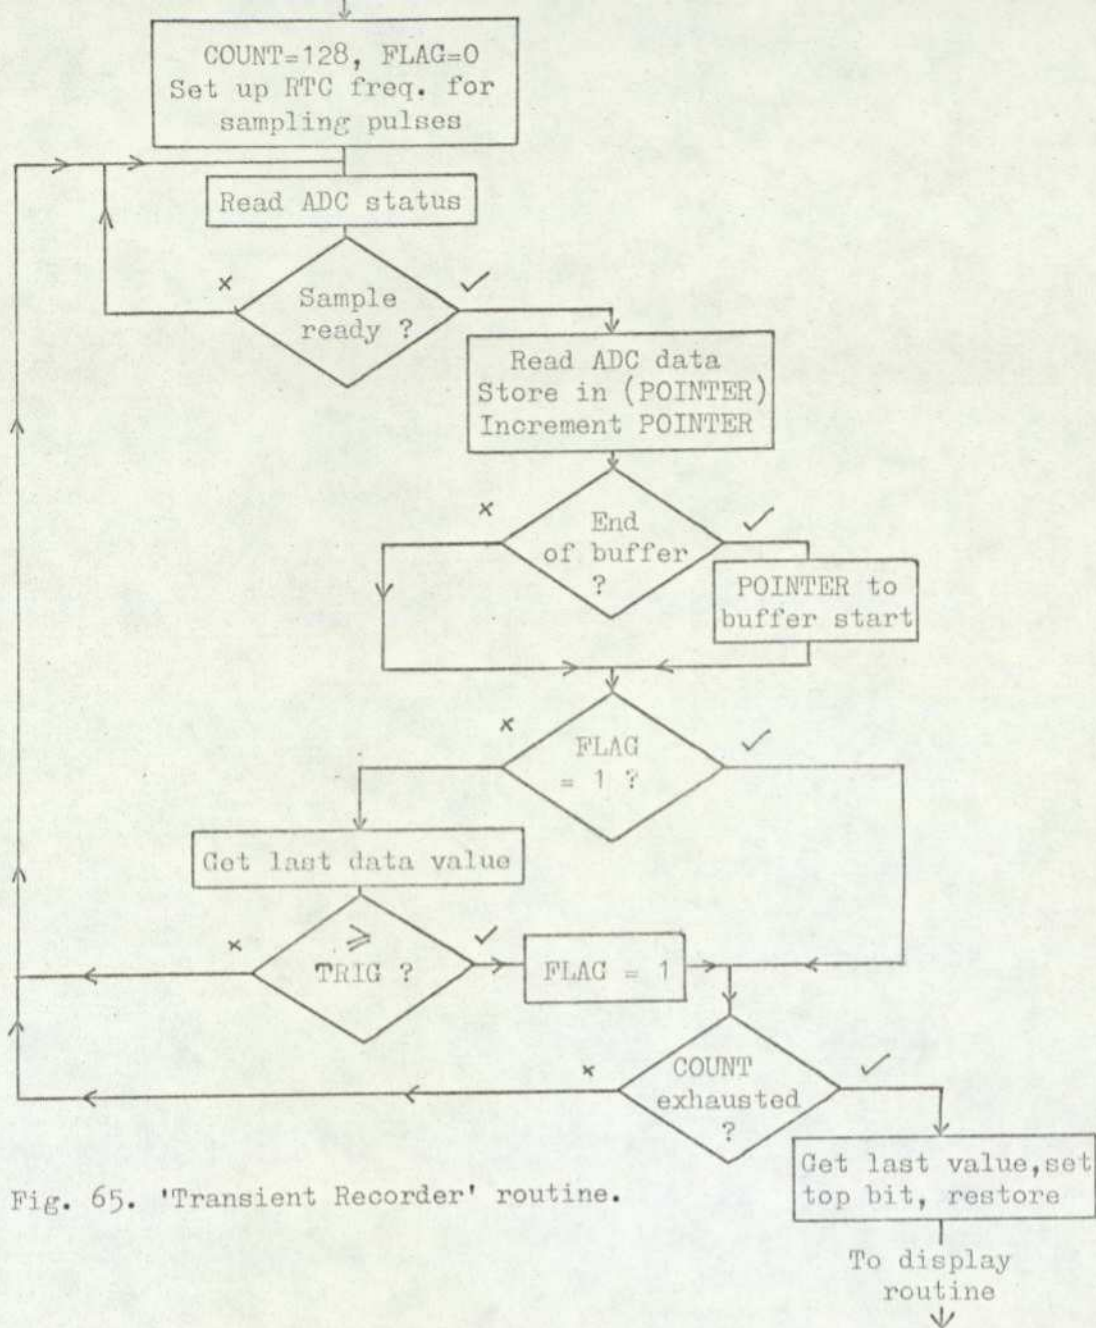 COUNT=128, FLAG=0
Set up RTC freq. for
sampling pulses
Read ADC status
Sample
ready ?
Read ADC data
Store in (POINTER)
Increment POINTER
End
of buffer
?
POINTER to
buffer start
FLAG
= 1 ?
Get last data value
≥
TRIG ?
FLAG = 1
COUNT
exhausted
?
Get last value,set
top bit, restore
Fig. 65. 'Transient Recorder' routine.
To display
routine